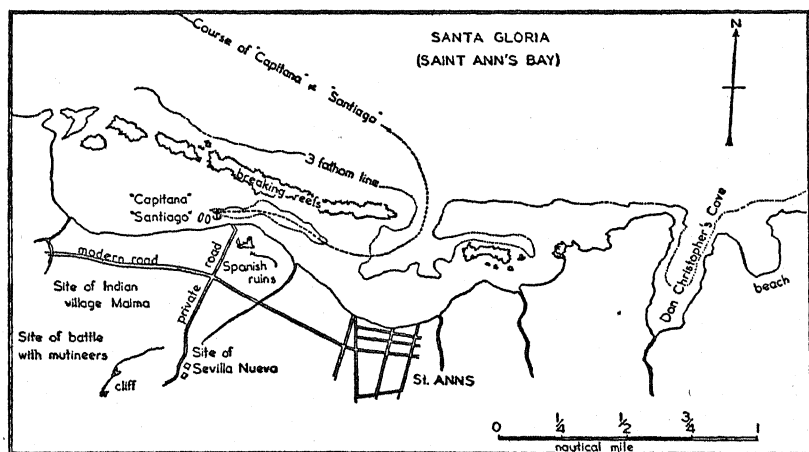 SANTA GLORIA
(SAINT ANN'S BAY)
N
Course of "Capitana" & "Santiago"
3 fathom line
breaking reefs
"Capitana"
"Santiago"
modern road
private road
Spanish
ruins
Site of Indian
village Maima
Site of battle
with mutineers
cliff
Site of
Sevilla Nueva
St. ANNS
Don Christopher's Cove
beach
0 1/4 1/2 3/4 1
nautical mile